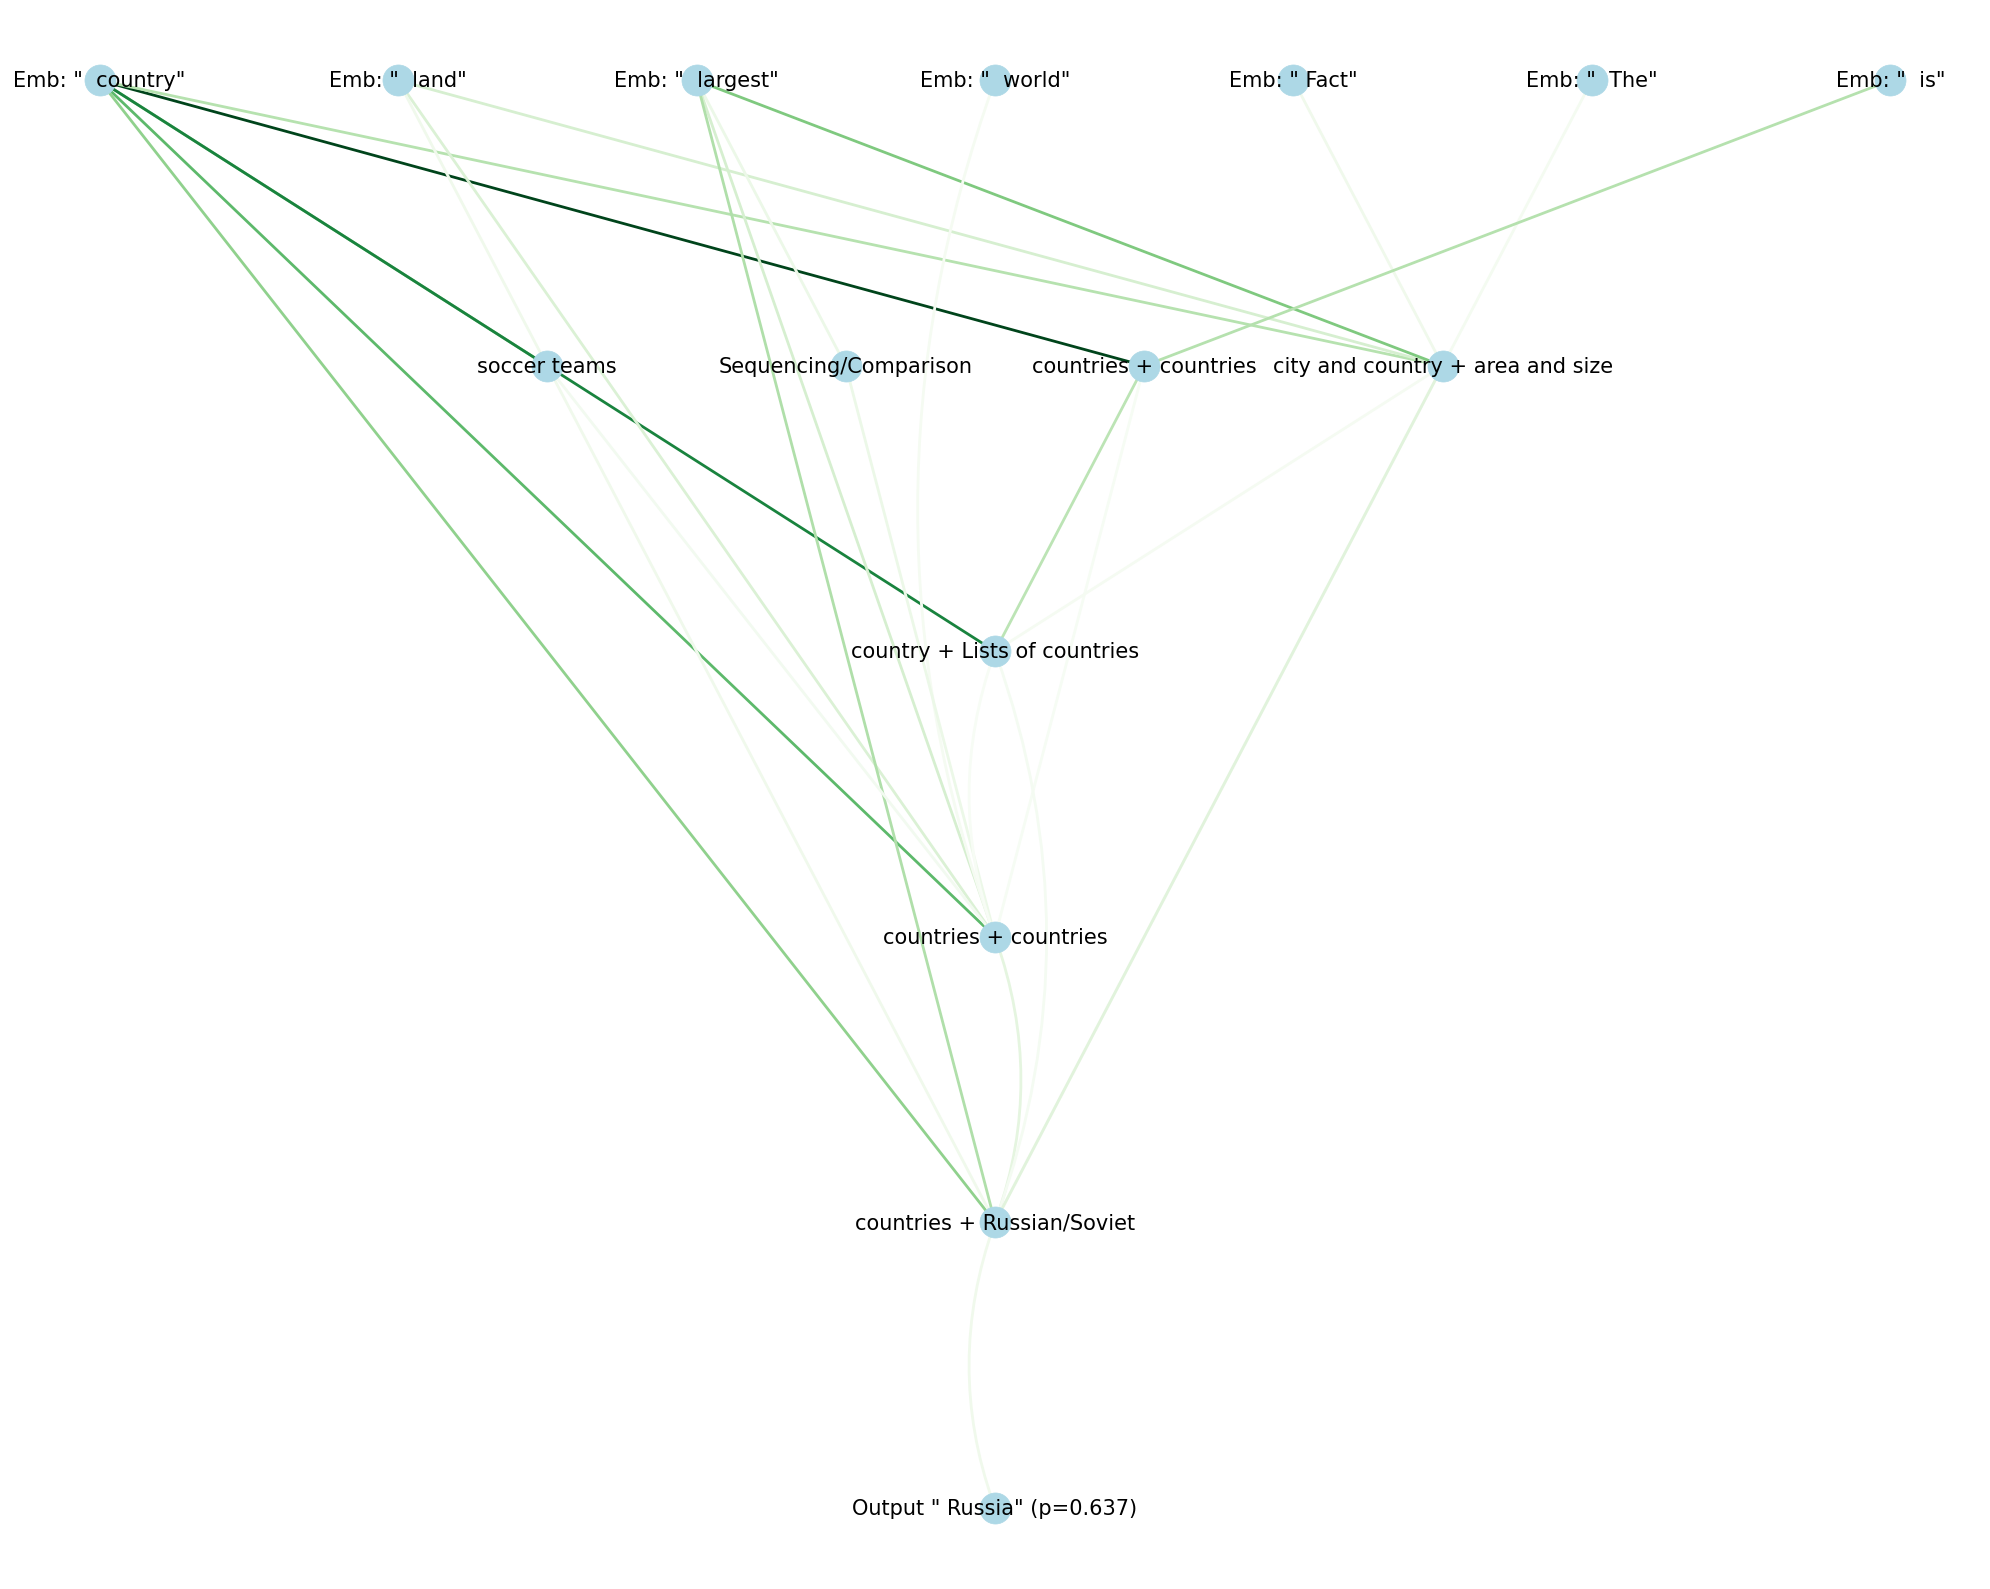 Emb: " country"
Emb: " land"
Emb: " largest"
Emb: " world"
Emb: " Fact"
Emb: " The"
Emb: " is"
soccer teams
Sequencing/Comparison
countries + countries
city and country + area and size
country + Lists of countries
countries + countries
countries + Russian/Soviet
Output " Russia" (p=0.637)